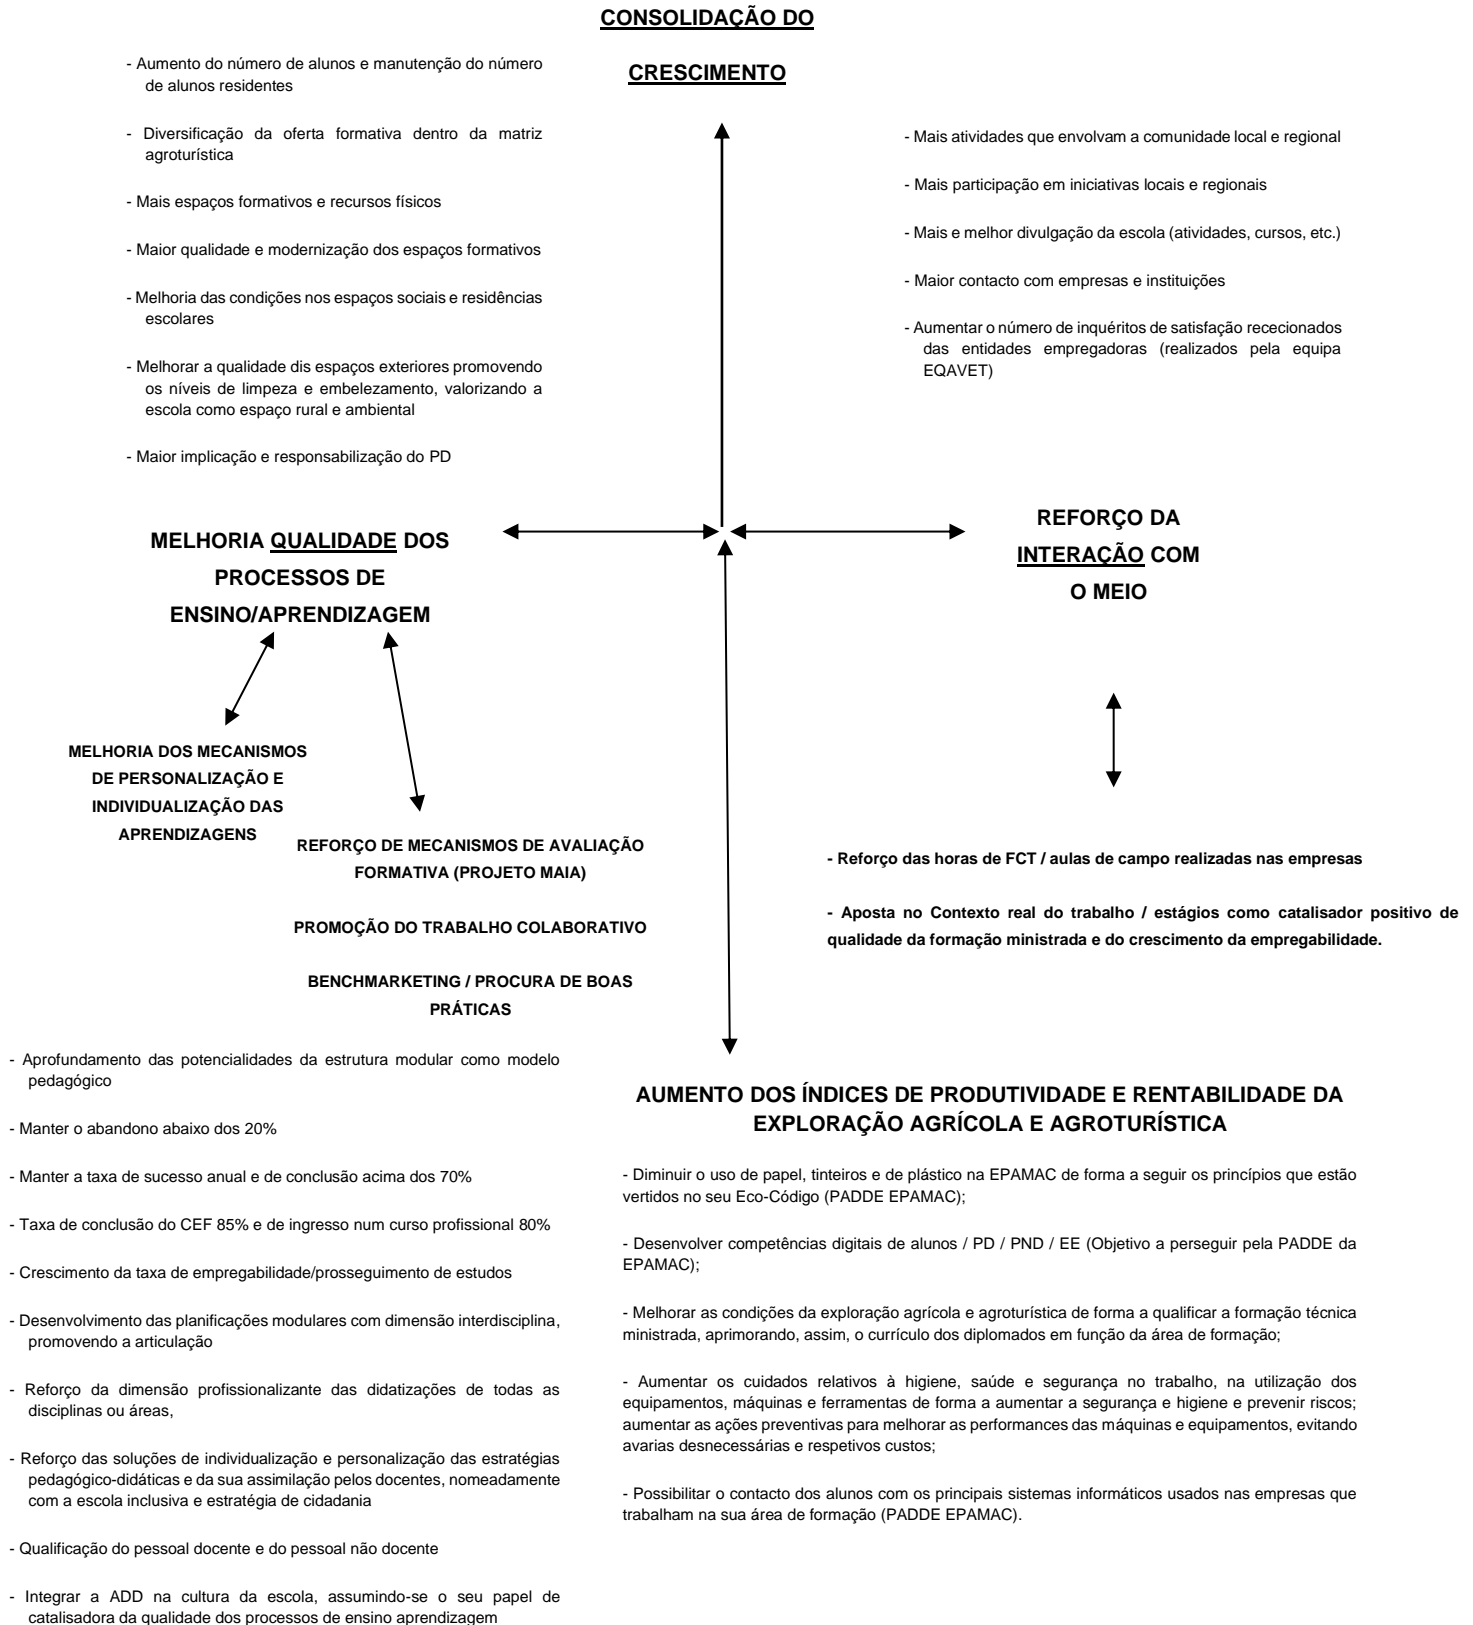 CONSOLIDAÇÃO DO
CRESCIMENTO
- Aumento do número de alunos e manutenção do número
de alunos residentes
- Diversificação da oferta formativa dentro da matriz
agroturística
- Mais espaços formativos e recursos físicos
- Maior qualidade e modernização dos espaços formativos
- Melhoria das condições nos espaços sociais e residências
escolares
- Melhorar a qualidade dis espaços exteriores promovendo
os níveis de limpeza e embelezamento, valorizando a
escola como espaço rural e ambiental
- Maior implicação e responsabilização do PD
- Mais atividades que envolvam a comunidade local e regional
- Mais participação em iniciativas locais e regionais
- Mais e melhor divulgação da escola (atividades, cursos, etc.)
- Maior contacto com empresas e instituições
- Aumentar o número de inquéritos de satisfação rececionados
das entidades empregadoras (realizados pela equipa
EQAVET)
MELHORIA QUALIDADE DOS
PROCESSOS DE
ENSINO/APRENDIZAGEM
REFORÇO DA
INTERAÇÃO COM
O MEIO
MELHORIA DOS MECANISMOS
DE PERSONALIZAÇÃO E
INDIVIDUALIZAÇÃO DAS
APRENDIZAGENS
REFORÇO DE MECANISMOS DE AVALIAÇÃO
FORMATIVA (PROJETO MAIA)
PROMOÇÃO DO TRABALHO COLABORATIVO
BENCHMARKETING / PROCURA DE BOAS
PRÁTICAS
- Reforço das horas de FCT / aulas de campo realizadas nas empresas
- Aposta no Contexto real do trabalho / estágios como catalisador positivo de
qualidade da formação ministrada e do crescimento da empregabilidade.
- Aprofundamento das potencialidades da estrutura modular como modelo
pedagógico
- Manter o abandono abaixo dos 20%
- Manter a taxa de sucesso anual e de conclusão acima dos 70%
- Taxa de conclusão do CEF 85% e de ingresso num curso profissional 80%
- Crescimento da taxa de empregabilidade/prosseguimento de estudos
- Desenvolvimento das planificações modulares com dimensão interdisciplina,
promovendo a articulação
- Reforço da dimensão profissionalizante das didatizações de todas as
disciplinas ou áreas,
- Reforço das soluções de individualização e personalização das estratégias
pedagógico-didáticas e da sua assimilação pelos docentes, nomeadamente
com a escola inclusiva e estratégia de cidadania
- Qualificação do pessoal docente e do pessoal não docente
- Integrar a ADD na cultura da escola, assumindo-se o seu papel de
catalisadora da qualidade dos processos de ensino aprendizagem
AUMENTO DOS ÍNDICES DE PRODUTIVIDADE E RENTABILIDADE DA
EXPLORAÇÃO AGRÍCOLA E AGROTURÍSTICA
- Diminuir o uso de papel, tinteiros e de plástico na EPAMAC de forma a seguir os princípios que estão
vertidos no seu Eco-Código (PADDE EPAMAC);
- Desenvolver competências digitais de alunos / PD / PND / EE (Objetivo a perseguir pela PADDE da
EPAMAC);
- Melhorar as condições da exploração agrícola e agroturística de forma a qualificar a formação técnica
ministrada, aprimorando, assim, o currículo dos diplomados em função da área de formação;
- Aumentar os cuidados relativos à higiene, saúde e segurança no trabalho, na utilização dos
equipamentos, máquinas e ferramentas de forma a aumentar a segurança e higiene e prevenir riscos;
aumentar as ações preventivas para melhorar as performances das máquinas e equipamentos, evitando
avarias desnecessárias e respetivos custos;
- Possibilitar o contacto dos alunos com os principais sistemas informáticos usados nas empresas que
trabalham na sua área de formação (PADDE EPAMAC).